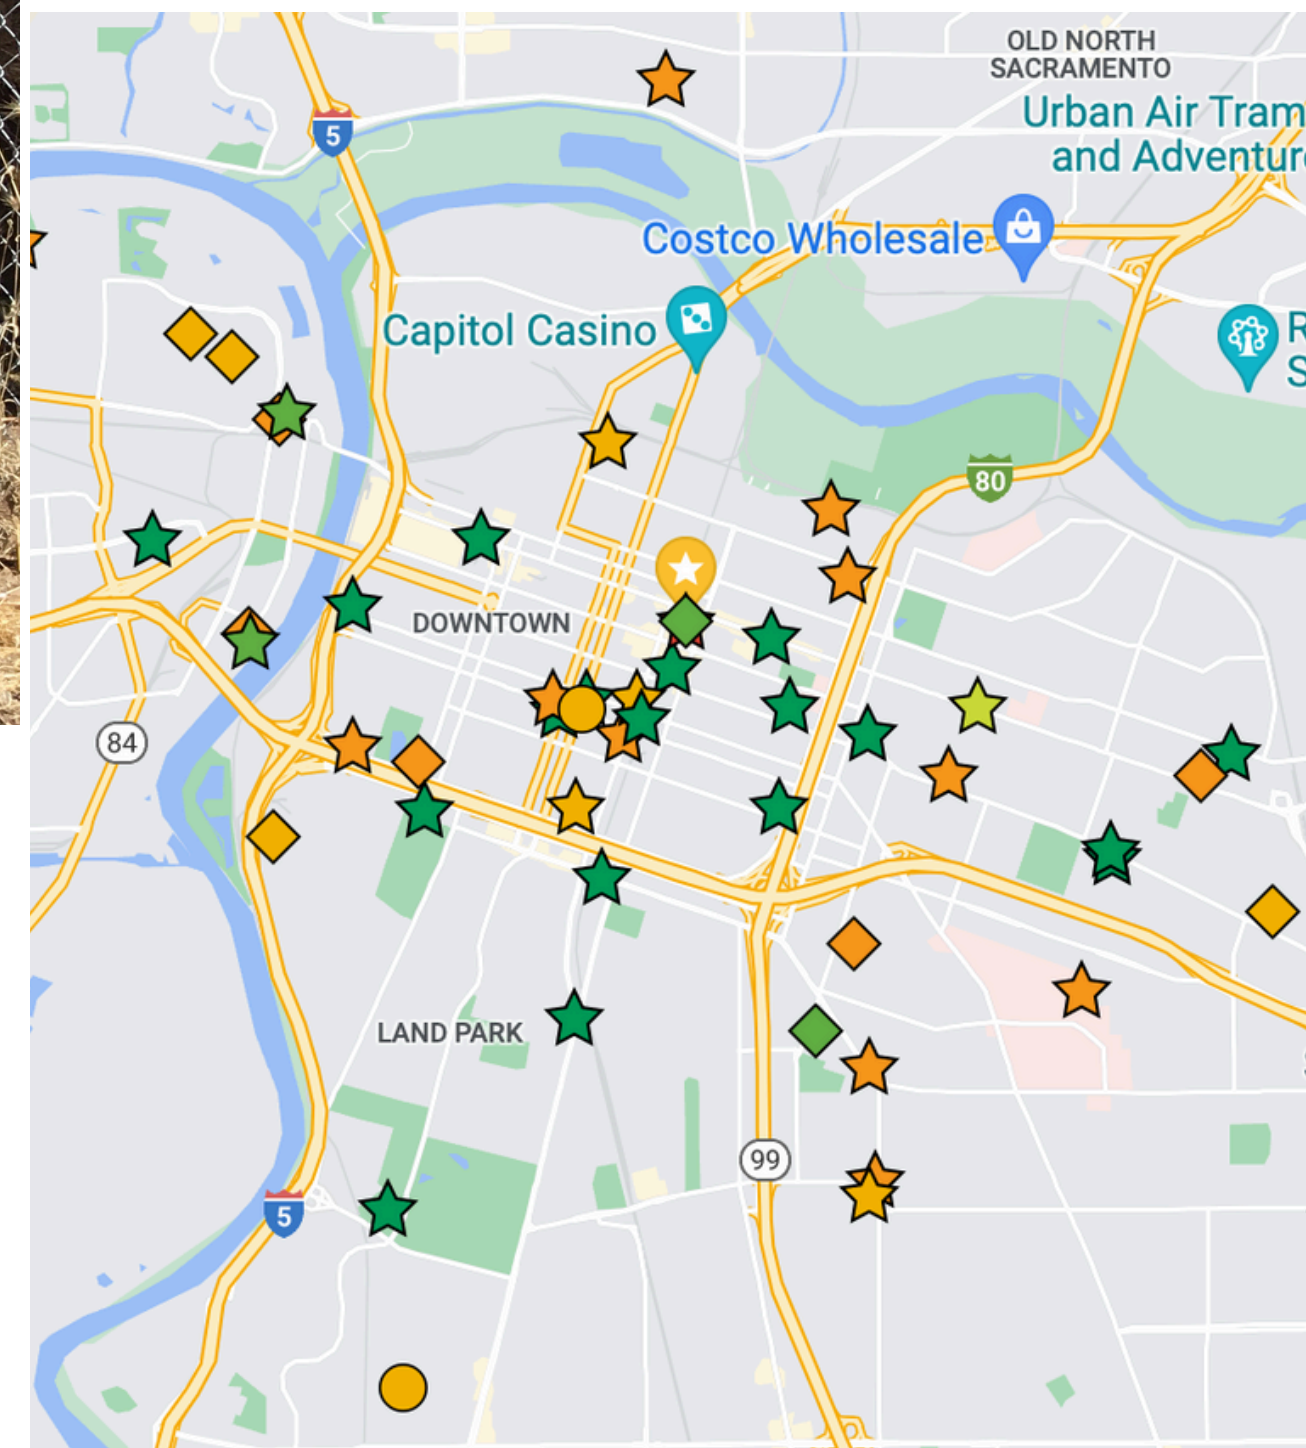 OLD NORTH
SACRAMENTO
Urban Air Tram
and Adventur
5
Costco Wholesale
Capitol Casino
R
S
80
DOWNTOWN
84
LAND PARK
99
5